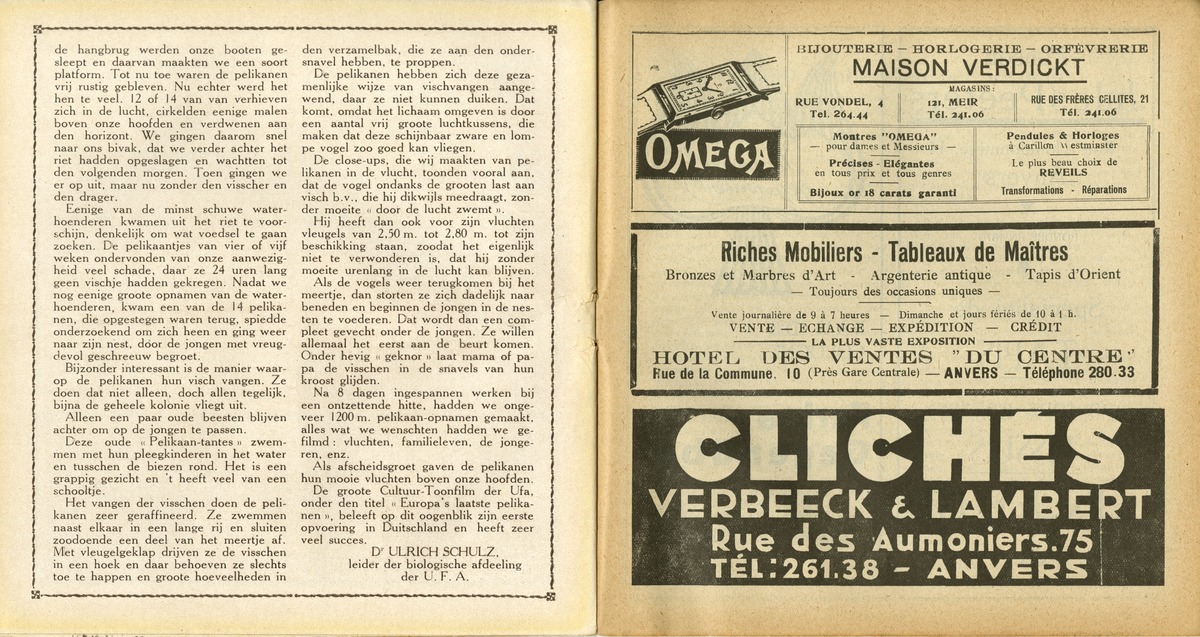 de hangbrug werden onze booten ge-
sleept en daarvan maakten we een soort
platform. Tot nu toe waren de pelikanen
vrij rustig gebleven. Nu echter werd het
hen te veel. 12 of 14 van van verhieven
zich in de lucht, cirkelden eenige malen
boven onze hoofden en verdwenen aan
den horizont. We gingen daarom snel
naar ons bivak, dat we verder achter het
riet hadden opgeslagen en wachtten tot
den volgenden morgen. Toen gingen we
er op uit, maar nu zonder den visscher en
den drager.
Eenige van de minst schuwe water-
hoenderen kwamen uit het riet te voor-
schijn, denkelijk om wat voedsel te gaan
zoeken. De pelikaantjes van vier of vijf
weken ondervonden van onze aanwezig-
heid veel schade, daar ze 24 uren lang
geen vischje hadden gekregen. Nadat we
nog eenige groote opnamen van de water-
hoenderen, kwam een van de 14 pelika-
nen, die opgestegen waren terug, spiedde
onderzoekend om zich heen en ging weer
naar zijn nest, door de jongen met vreug-
devol geschreeuw begroet.
Bijzonder interessant is de manier waar-
op de pelikanen hun visch vangen. Ze
doen dat niet alleen, doch allen tegelijk,
bijna de geheele kolonie vliegt uit.
Alleen een paar oude beesten blijven
achter om op de jongen te passen.
Deze oude « Pelikaan-tantes » zwem-
men met hun pleegkinderen in het water
en tusschen de biezen rond. Het is een
grappig gezicht en 't heeft veel van een
schooltje.
Het vangen der visschen doen de peli-
kanen zeer geraffineerd. Ze zwemmen
naast elkaar in een lange rij en sluiten
zoodoende een deel van het meertje af.
Met vleugelgeklap drijven ze de visschen
in een hoek en daar behoeven ze slechts
toe te happen en groote hoeveelheden in
den verzamelbak, die ze aan den onder-
snavel hebben, te proppen.
De pelikanen hebben zich deze geza-
menlijke wijze van vischvangen aange-
wend, daar ze niet kunnen duiken. Dat
komt, omdat het lichaam omgeven is door
een aantal vrij groote luchtkussens, die
maken dat deze schijnbaar zware en lom-
pe vogel zoo goed kan vliegen.
De close-ups, die wij maakten van pe-
likanen in de vlucht, toonden vooral aan,
dat de vogel ondanks de grooten last aan
visch b.v., die hij dikwijls meedraagt, zon-
der moeite « door de lucht zwemt ».
Hij heeft dan ook voor zijn vluchten
vleugels van 2,50 m. tot 2,80 m. tot zijn
beschikking staan, zoodat het eigenlijk
niet te verwonderen is, dat hij zonder
moeite urenlang in de lucht kan blijven.
Als de vogels weer terugkomen bij het
meertje, dan storten ze zich dadelijk naar
beneden en beginnen de jongen in de nes-
ten te voederen. Dat wordt dan een com-
pleet gevecht onder de jongen. Ze willen
allemaal het eerst aan de beurt komen.
Onder hevig « geknor » laat mama of pa-
pa de visschen in de snavels van hun
kroost glijden.
Na 8 dagen ingespannen werken bij
een ontzettende hitte, hadden we onge-
veer 1200 m. pelikaan-opnamen gemaakt,
alles wat we wenschten hadden we ge-
filmd : vluchten, familieleven, de jonge-
ren, enz.
Als afscheidsgroet gaven de pelikanen
hun mooie vluchten boven onze hoofden.
De groote Cultuur-Toonfilm der Ufa,
onder den titel « Europa's laatste pelika-
nen », beleeft op dit oogenblik zijn eerste
opvoering in Duitschland en heeft zeer
veel succes.
Dr ULRICH SCHULZ,
leider der biologische afdeeling
der U. F. A.
OMEGA
BIJOUTERIE – HORLOGERIE – ORFÈVRERIE
MAISON VERDICKT
MAGASINS :
RUE VONDEL, 4
Tel. 264.44
121, MEIR
Tél. 241.06
RUE DES FRÈRES CELLITES, 21
Tél. 241.06
Montres "OMEGA"
— pour dames et Messieurs —
Précises - Elégantes
en tous prix et tous genres
Bijoux or 18 carats garanti
Pendules & Horloges
à Carillon Westminster
Le plus beau choix de
REVEILS
Transformations - Réparations
Riches Mobiliers - Tableaux de Maîtres
Bronzes et Marbres d'Art - Argenterie antique - Tapis d'Orient
— Toujours des occasions uniques —
Vente journalière de 9 à 7 heures — Dimanche et jours fériés de 10 à 1 h.
VENTE — ECHANGE — EXPÉDITION — CRÉDIT
LA PLUS VASTE EXPOSITION
HOTEL DES VENTES "DU CENTRE"
Rue de la Commune. 10 (Près Gare Centrale) — ANVERS — Téléphone 280.33
CLICHÉS
VERBEECK & LAMBERT
Rue des Aumoniers.75
TÉL:261.38 – ANVERS